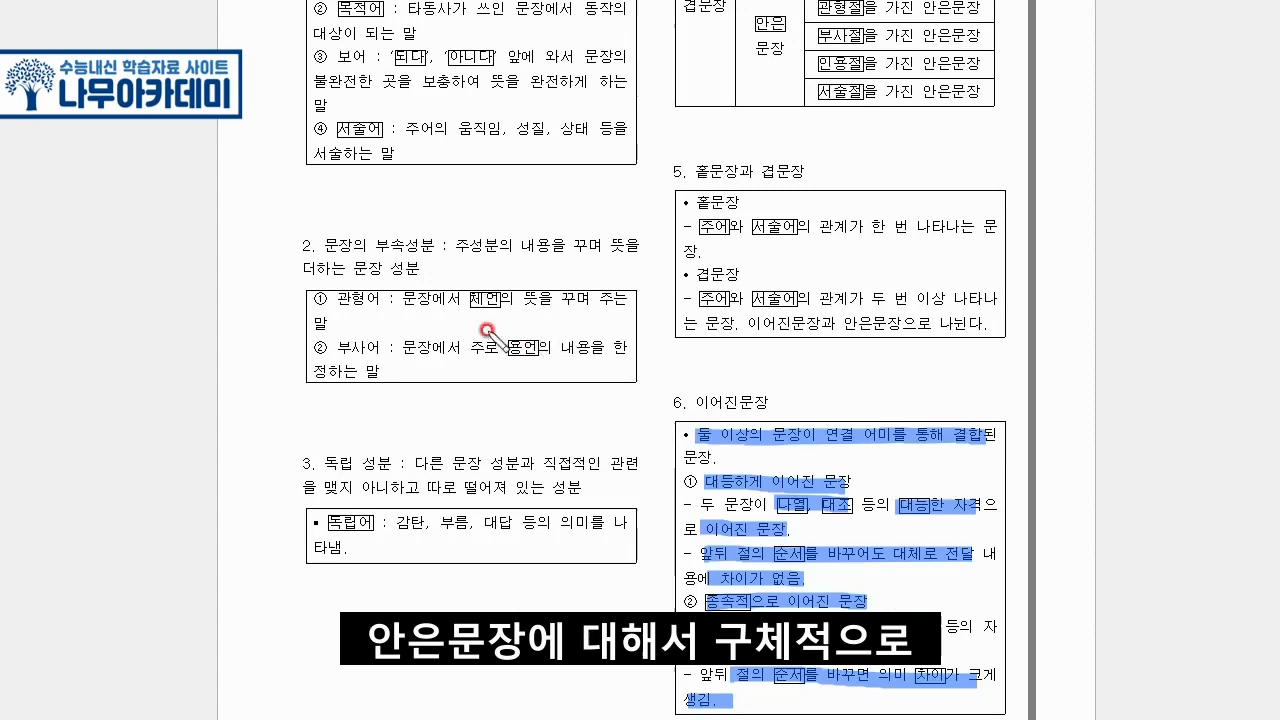 ② 목적어 : 타동사가 쓰인 문장에서 동작의
대상이 되는 말
③ 보어 : ‘되다’, ‘아니다’ 앞에 와서 문장의
불완전한 곳을 보충하여 뜻을 완전하게 하는
말
④ 서술어 : 주어의 움직임, 성질, 상태 등을
서술하는 말
수능내신 학습자료 사이트
나무아카데미
2. 문장의 부속성분 : 주성분의 내용을 꾸며 뜻을
더하는 문장 성분
① 관형어 : 문장에서 체언의 뜻을 꾸며 주는
말
② 부사어 : 문장에서 주로 용언의 내용을 한
정하는 말
3. 독립 성분 : 다른 문장 성분과 직접적인 관련
을 맺지 아니하고 따로 떨어져 있는 성분
▪ 독립어 : 감탄, 부름, 대답 등의 의미를 나
타냄.
겹문장
안은
문장
관형절을 가진 안은문장
부사절을 가진 안은문장
인용절을 가진 안은문장
서술절을 가진 안은문장
5. 홑문장과 겹문장
• 홑문장
- 주어와 서술어의 관계가 한 번 나타나는 문
장.
• 겹문장
- 주어와 서술어의 관계가 두 번 이상 나타나
는 문장. 이어진문장과 안은문장으로 나뉜다.
6. 이어진문장
• 둘 이상의 문장이 연결 어미를 통해 결합된
문장.
① 대등하게 이어진 문장
- 두 문장이 나열, 대조 등의 대등한 자격으
로 이어진 문장.
- 앞뒤 절의 순서를 바꾸어도 대체로 전달 내
용에 차이가 없음.
② 종속적으로 이어진 문장
등의 자
- 앞뒤 절의 순서를 바꾸면 의미 차이가 크게
생김.
안은문장에 대해서 구체적으로